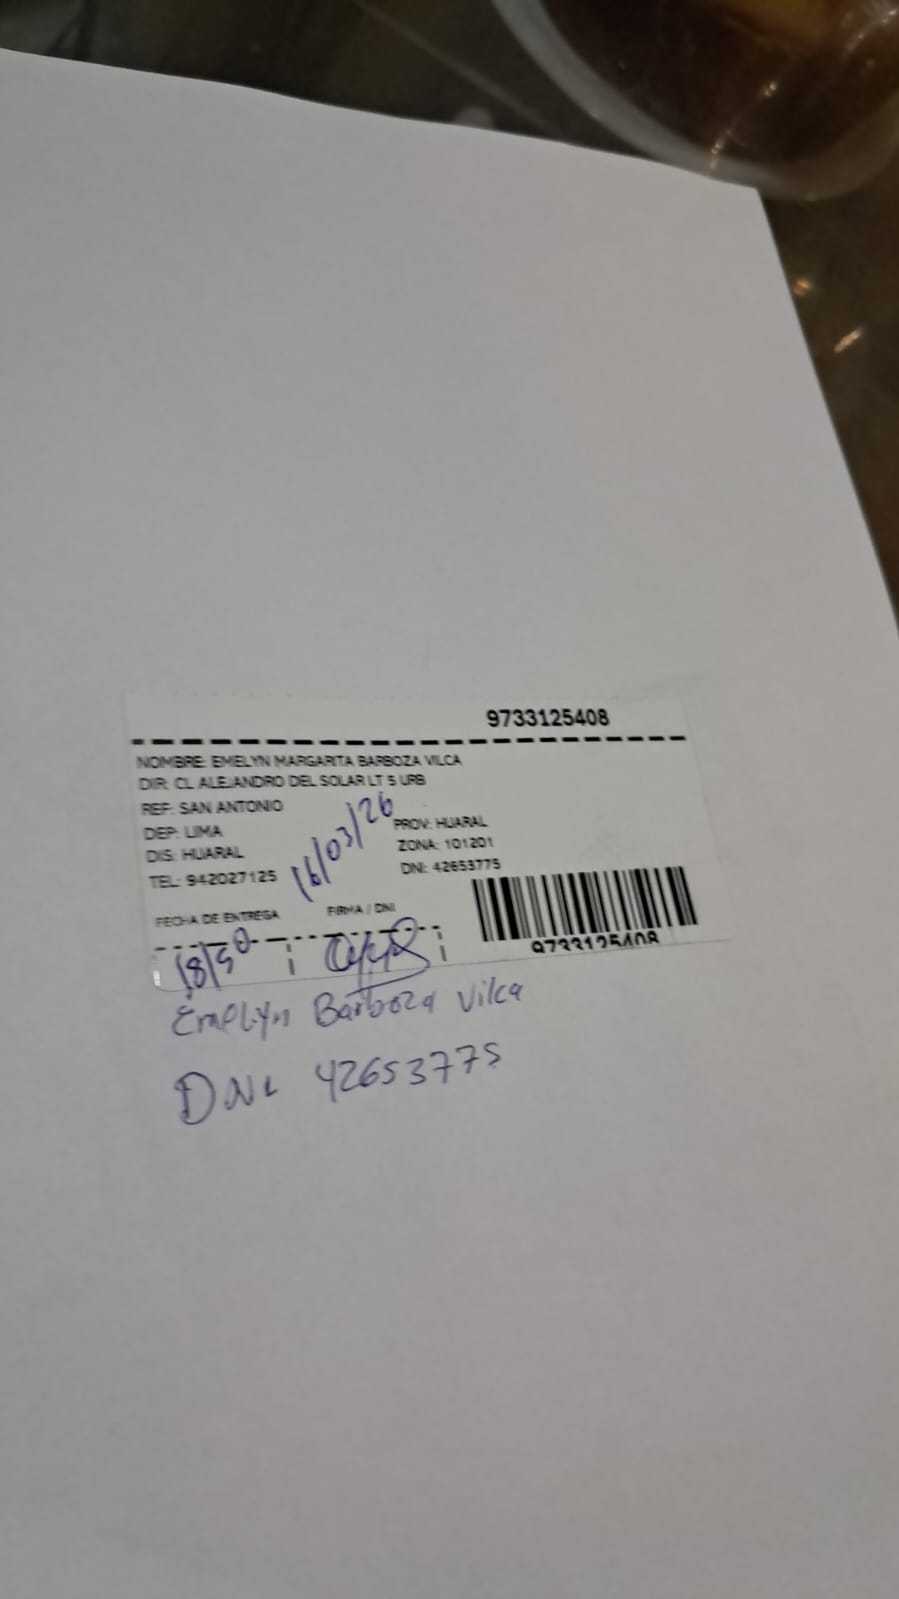 9733125408
NOMBRE: EMELYN MARGARITA BARBOZA VILCA
DIR: CL ALEJANDRO DEL SOLAR LT 5 URB
REF: SAN ANTONIO
DEP: LIMA
PROV: HUARAL
DIS: HUARAL
ZONA: 101201
TEL: 942027125
DNI: 42653775
16/03/26
FECHA DE ENTREGA
FIRMA / DNI
9733125408
Emelyn Barboza Vilca
DNI 42653775